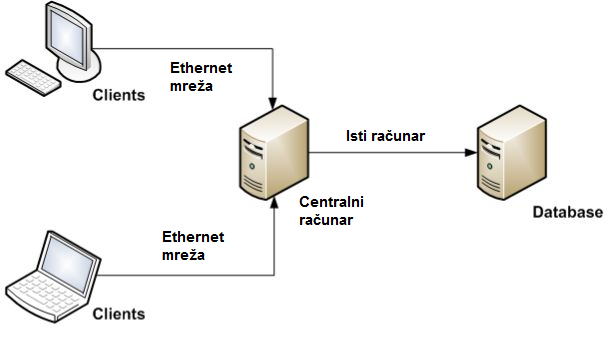 Ethernet
mreža
Clients
Isti računar
Centralni
računar
Database
Ethernet
mreža
Clients